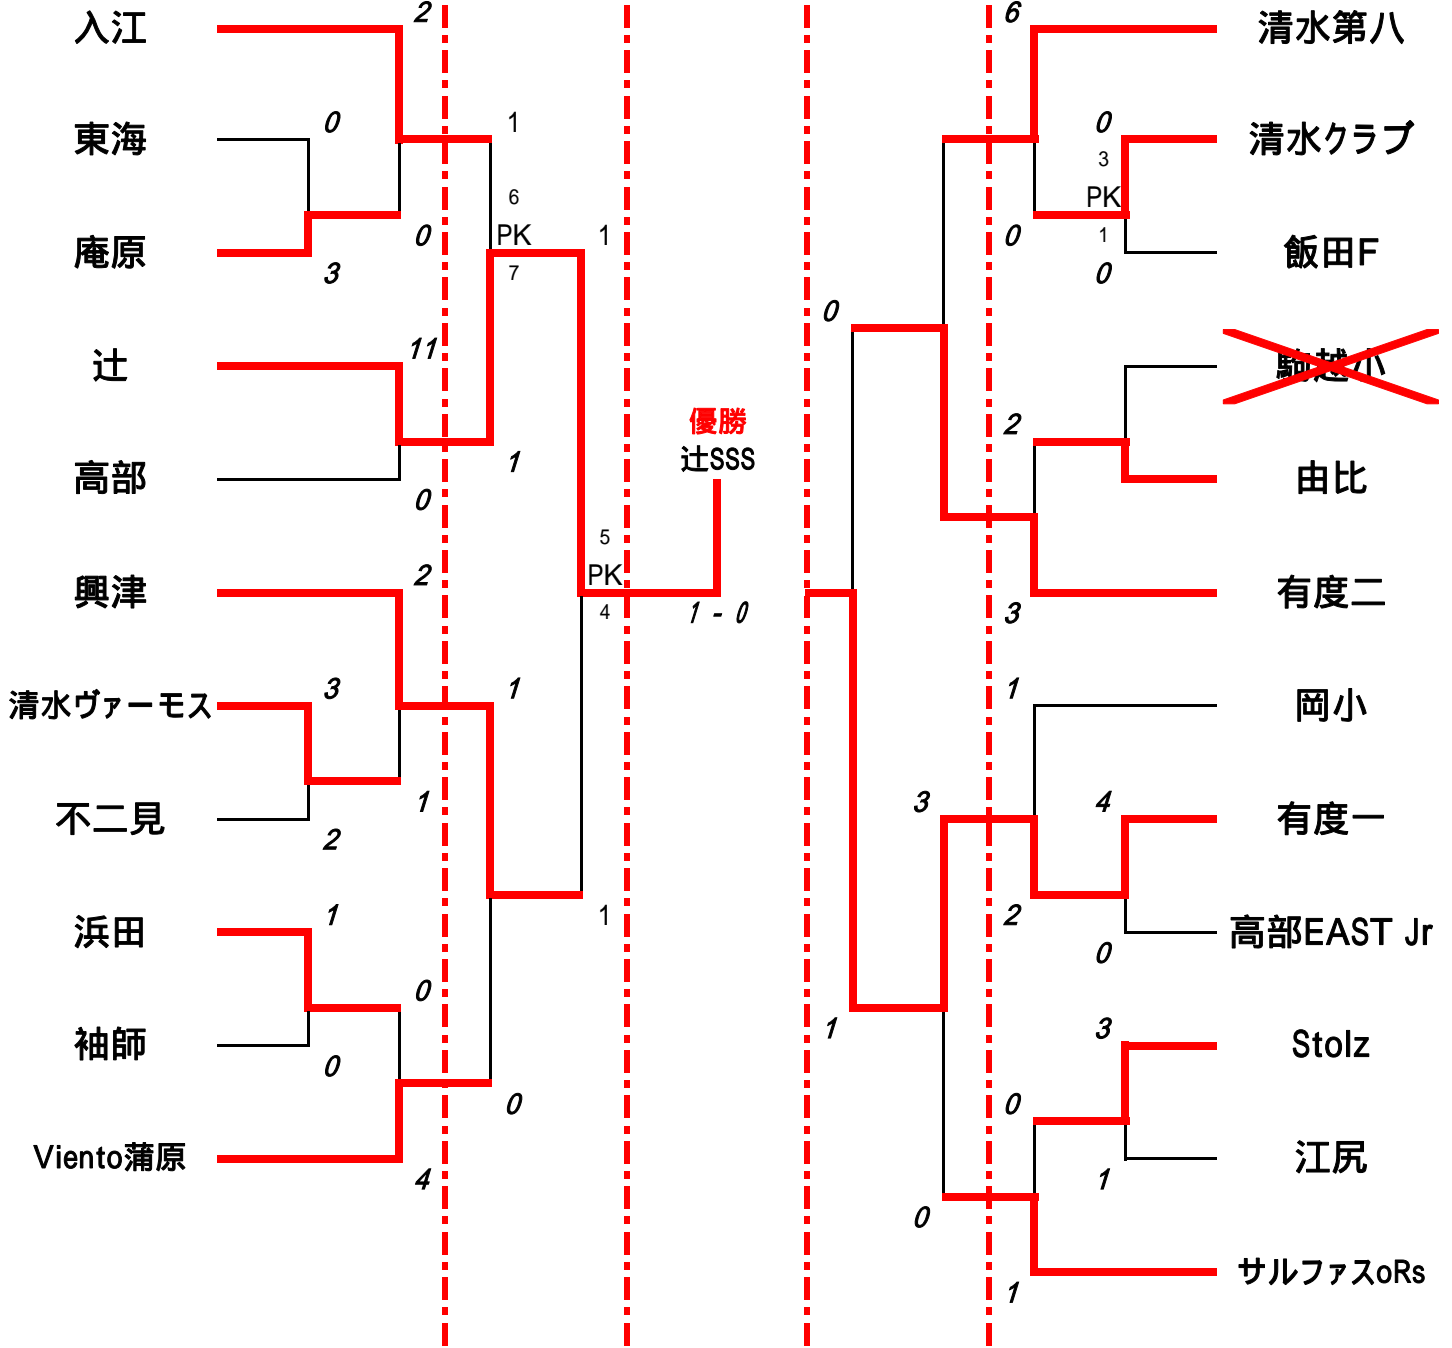 入江
2
東海
0
1
庵原
3
0
6
PK
7
1
辻
11
1
高部
0
興津
2
5
PK
4
清水ヴァーモス
3
1
不二見
2
1
浜田
1
1
袖師
0
0
Viento蒲原
4
0
優勝
辻SSS
1 - 0
6
清水第八
0
清水クラブ
3
PK
1
0
飯田F
0
0
駒越小
2
由比
3
有度二
1
岡小
3
4
有度一
2
高部EAST Jr
0
1
3
Stolz
0
江尻
1
0
サルファスoRs
1